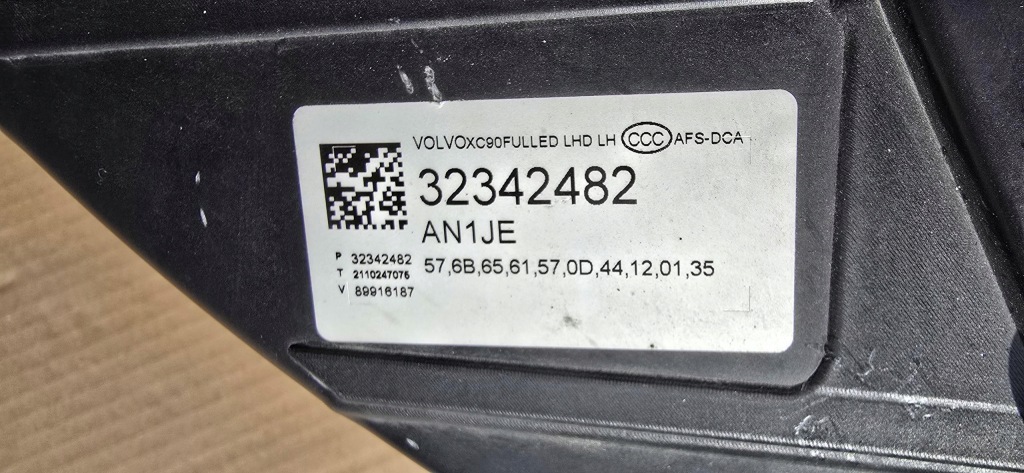 VOLVOXC90FULLED LHD LH CCC AFS-DCA
32342482
AN1JE
P 32342482
T 2110247076
V 89916187
57,6B,65,61,57,0D,44,12,01,35